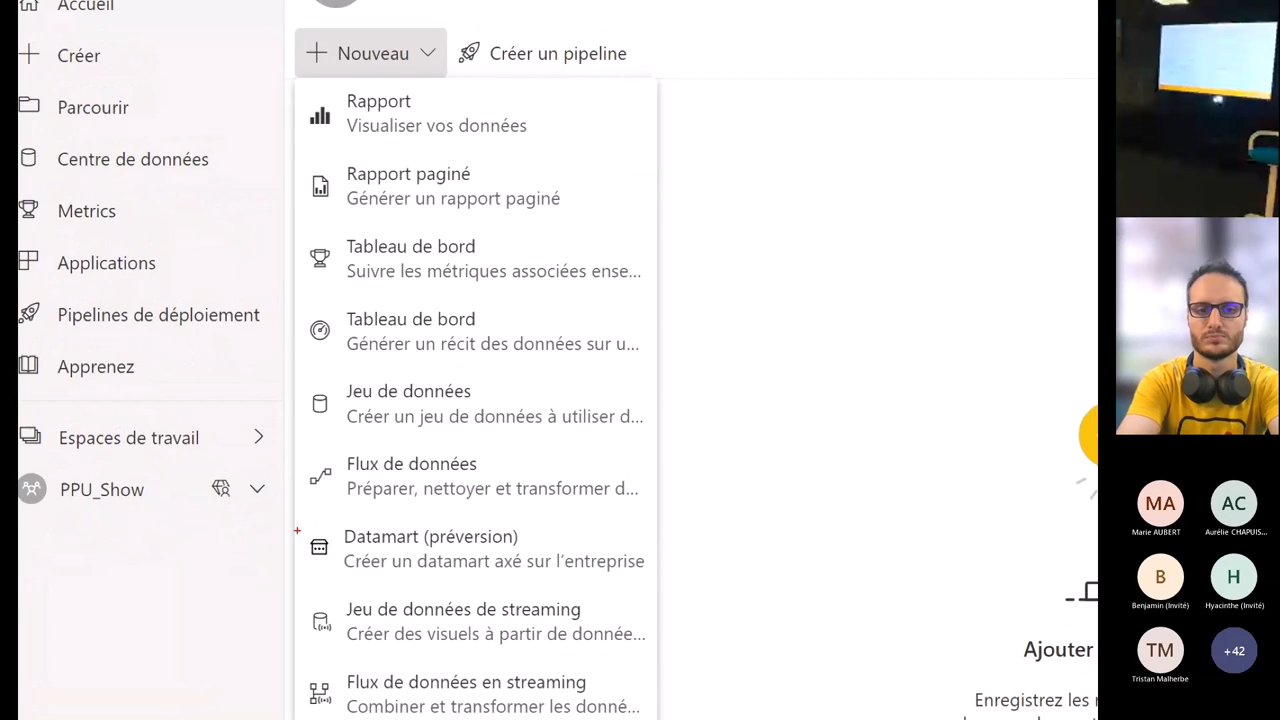 Accueil
Créer
Parcourir
Centre de données
Metrics
Applications
Pipelines de déploiement
Apprenez
Espaces de travail
PPU_Show
Nouveau
Créer un pipeline
Rapport
Visualiser vos données
Rapport paginé
Générer un rapport paginé
Tableau de bord
Suivre les métriques associées ense...
Tableau de bord
Générer un récit des données sur u...
Jeu de données
Créer un jeu de données à utiliser d...
Flux de données
Préparer, nettoyer et transformer d...
Datamart (préversion)
Créer un datamart axé sur l'entreprise
Jeu de données de streaming
Créer des visuels à partir de donnée...
Flux de données en streaming
Combiner et transformer les donné...
Ajouter
Enregistrez les
MA
Marie AUBERT
AC
Aurélie CHAPUIS...
B
Benjamin (Invité)
H
Hyacinthe (Invité)
TM
Tristan Malherbe
+42